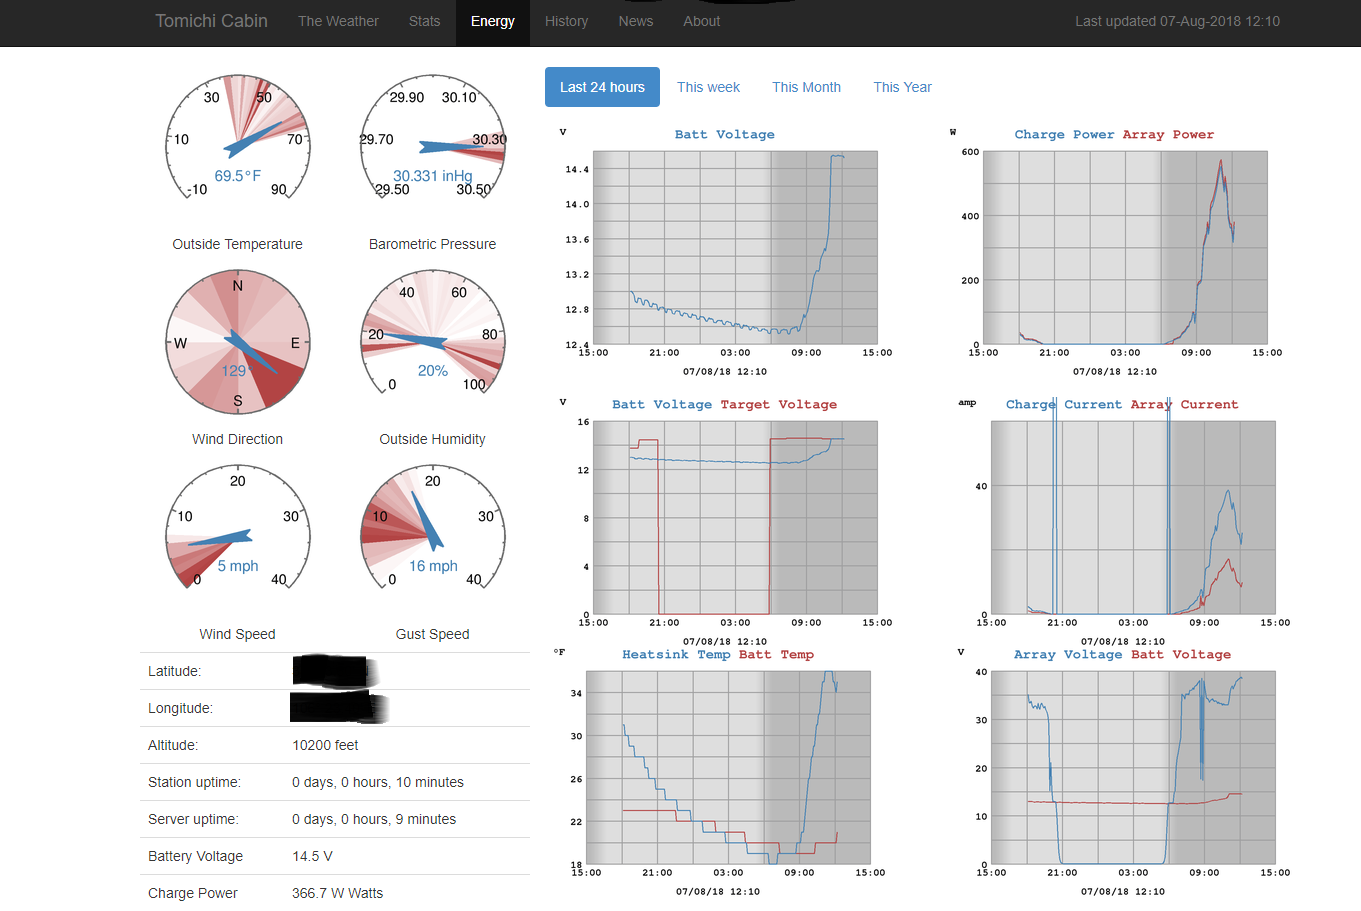 Tomichi Cabin The Weather Stats Energy History News About Last updated 07-Aug-2018 12:10
-10 10 30 50 70 90
69.5°F
Outside Temperature
29.50 29.70 29.90 30.10 30.30 30.50
30.331 inHg
Barometric Pressure
N E S W
129°
Wind Direction
0 20 40 60 80 100
20%
Outside Humidity
0 10 20 30 40
5 mph
Wind Speed
0 10 20 30 40
16 mph
Gust Speed
Latitude:
Longitude:
Altitude: 10200 feet
Station uptime: 0 days, 0 hours, 10 minutes
Server uptime: 0 days, 0 hours, 9 minutes
Battery Voltage 14.5 V
Charge Power 366.7 W Watts
Last 24 hours This week This Month This Year
V Batt Voltage
14.4
14.0
13.6
13.2
12.8
12.4
15:00 21:00 03:00 09:00 15:00
07/08/18 12:10
W Charge Power Array Power
600
400
200
0
15:00 21:00 03:00 09:00 15:00
07/08/18 12:10
V Batt Voltage Target Voltage
16
12
8
4
0
15:00 21:00 03:00 09:00 15:00
07/08/18 12:10
amp Charge Current Array Current
40
20
0
15:00 21:00 03:00 09:00 15:00
07/08/18 12:10
°F Heatsink Temp Batt Temp
34
30
26
22
18
15:00 21:00 03:00 09:00 15:00
07/08/18 12:10
V Array Voltage Batt Voltage
40
30
20
10
0
15:00 21:00 03:00 09:00 15:00
07/08/18 12:10